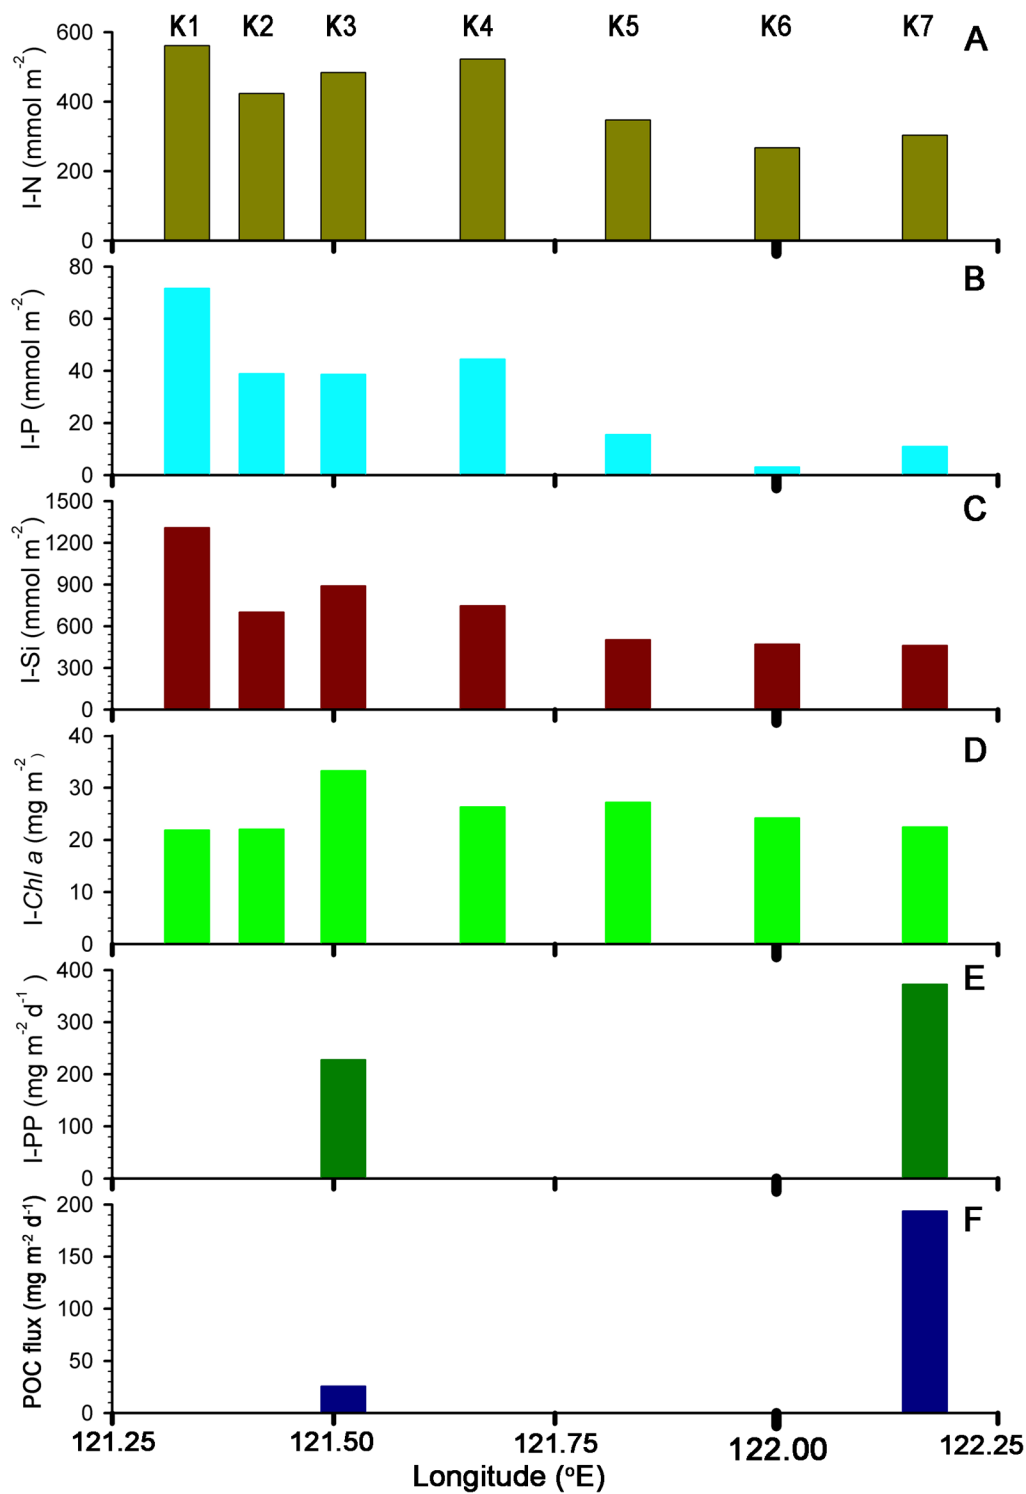 K1 K2 K3 K4 K5 K6 K7
A
I-N (mmol m-2)
600
400
200
0
B
I-P (mmol m-2)
80
60
40
20
0
C
I-Si (mmol m-2)
1500
1200
900
600
300
0
D
I-Chl a (mg m-2)
40
30
20
10
0
E
I-PP (mg m-2 d-1)
400
300
200
100
0
F
POC flux (mg m-2 d-1)
200
150
100
50
0
121.25 121.50 121.75 122.00 122.25
Longitude (oE)